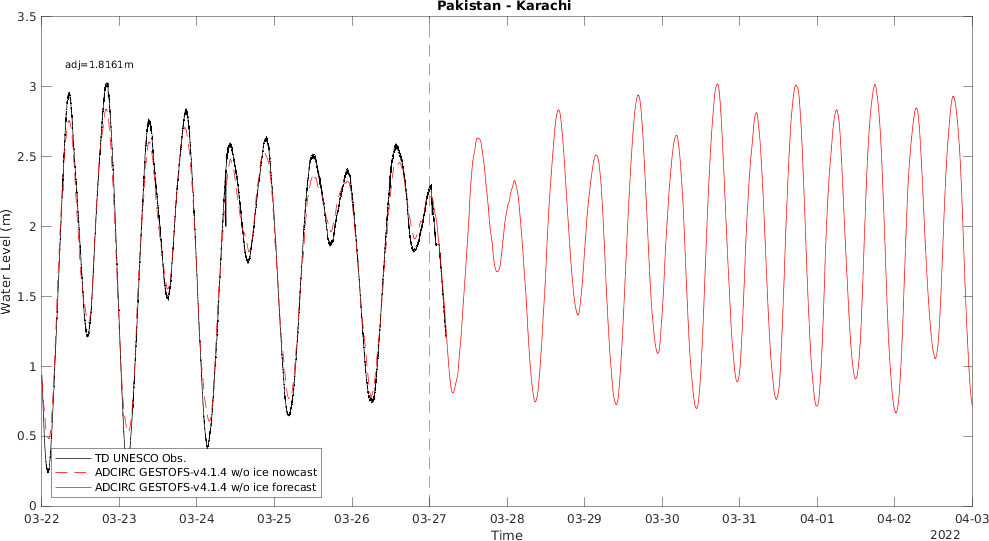 Pakistan - Karachi
3.5
adj=1.8161m
3
2.5
2
Water Level (m)
1.5
1
0.5
TD UNESCO Obs.
ADCIRC GESTOFS-v4.1.4 w/o ice nowcast
ADCIRC GESTOFS-v4.1.4 w/o ice forecast
0
03-22 03-23 03-24 03-25 03-26 03-27 03-28 03-29 03-30 03-31 04-01 04-02 04-03
Time
2022